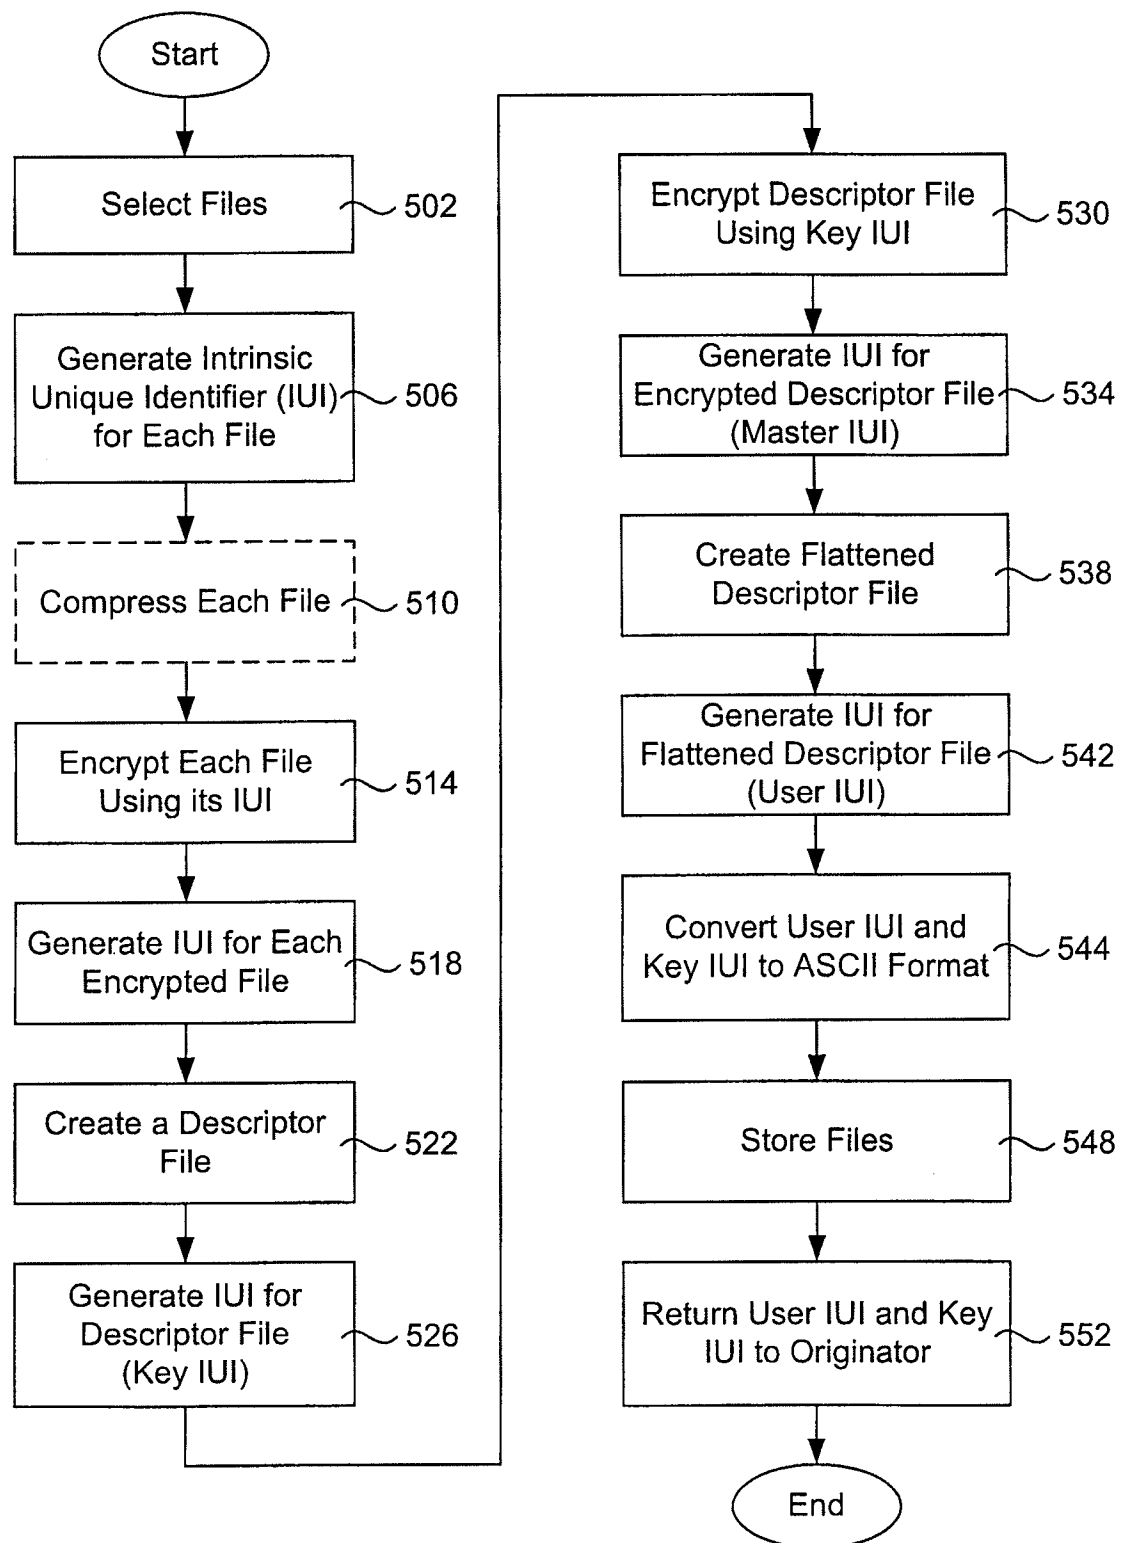 Start
Select Files
502
Generate Intrinsic
Unique Identifier (IUI)
for Each File
506
Compress Each File
510
Encrypt Each File
Using its IUI
514
Generate IUI for Each
Encrypted File
518
Create a Descriptor
File
522
Generate IUI for
Descriptor File
(Key IUI)
526
Encrypt Descriptor File
Using Key IUI
530
Generate IUI for
Encrypted Descriptor File
(Master IUI)
534
Create Flattened
Descriptor File
538
Generate IUI for
Flattened Descriptor File
(User IUI)
542
Convert User IUI and
Key IUI to ASCII Format
544
Store Files
548
Return User IUI and Key
IUI to Originator
552
End